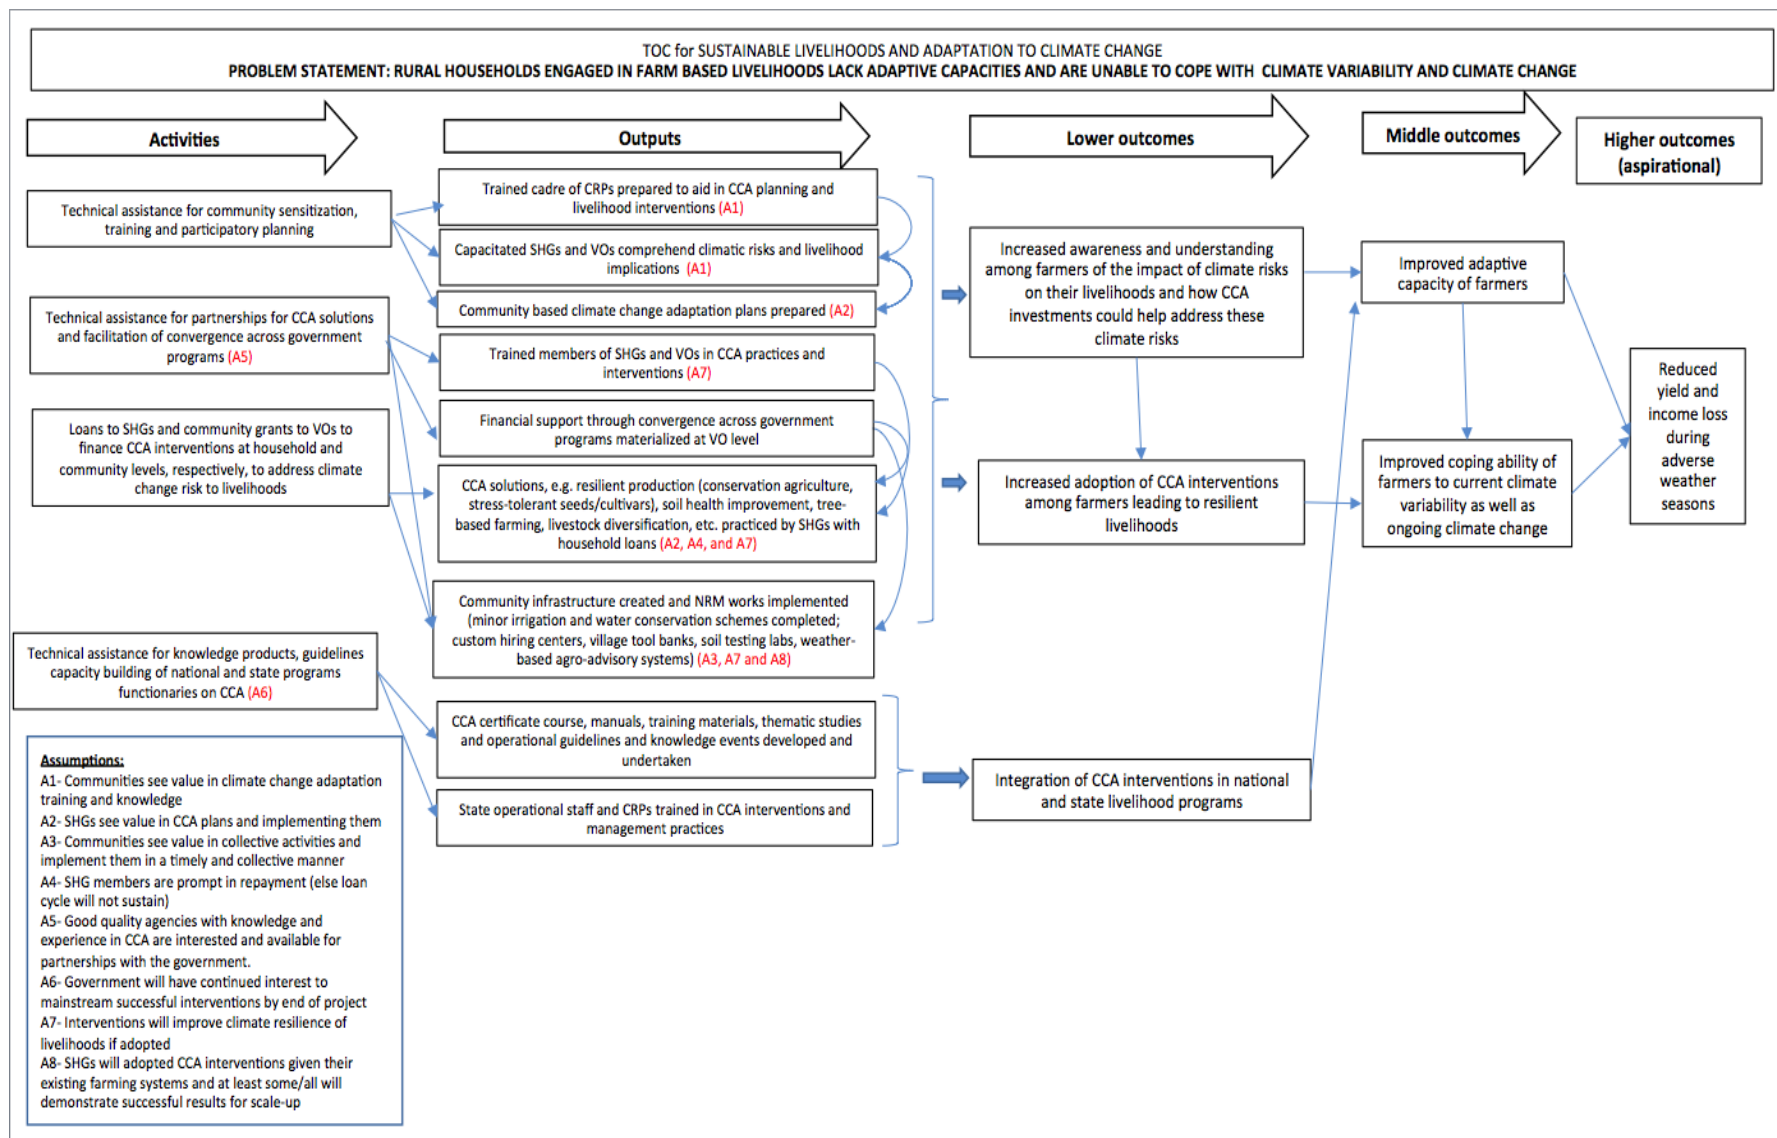 TOC for SUSTAINABLE LIVELIHOODS AND ADAPTATION TO CLIMATE CHANGE
PROBLEM STATEMENT: RURAL HOUSEHOLDS ENGAGED IN FARM BASED LIVELIHOODS LACK ADAPTIVE CAPACITIES AND ARE UNABLE TO COPE WITH CLIMATE VARIABILITY AND CLIMATE CHANGE
Activities
Outputs
Lower outcomes
Middle outcomes
Higher outcomes
(aspirational)
Technical assistance for community sensitization,
training and participatory planning
Technical assistance for partnerships for CCA solutions
and facilitation of convergence across government
programs (A5)
Loans to SHGs and community grants to VOs to
finance CCA interventions at household and
community levels, respectively, to address climate
change risk to livelihoods
Technical assistance for knowledge products, guidelines
capacity building of national and state programs
functionaries on CCA (A6)
Trained cadre of CRPs prepared to aid in CCA planning and
livelihood interventions (A1)
Capacitated SHGs and VOs comprehend climatic risks and livelihood
implications (A1)
Community based climate change adaptation plans prepared (A2)
Trained members of SHGs and VOs in CCA practices and
interventions (A7)
Financial support through convergence across government
programs materialized at VO level
CCA solutions, e.g. resilient production (conservation agriculture,
stress-tolerant seeds/cultivars), soil health improvement, tree-
based farming, livestock diversification, etc. practiced by SHGs with
household loans (A2, A4, and A7)
Community infrastructure created and NRM works implemented
(minor irrigation and water conservation schemes completed;
custom hiring centers, village tool banks, soil testing labs, weather-
based agro-advisory systems) (A3, A7 and A8)
CCA certificate course, manuals, training materials, thematic studies
and operational guidelines and knowledge events developed and
undertaken
State operational staff and CRPs trained in CCA interventions and
management practices
Increased awareness and understanding
among farmers of the impact of climate risks
on their livelihoods and how CCA
investments could help address these
climate risks
Increased adoption of CCA interventions
among farmers leading to resilient
livelihoods
Integration of CCA interventions in national
and state livelihood programs
Improved adaptive
capacity of farmers
Improved coping ability of
farmers to current climate
variability as well as
ongoing climate change
Reduced
yield and
income loss
during
adverse
weather
seasons
Assumptions:
A1- Communities see value in climate change adaptation
training and knowledge
A2- SHGs see value in CCA plans and implementing them
A3- Communities see value in collective activities and
implement them in a timely and collective manner
A4- SHG members are prompt in repayment (else loan
cycle will not sustain)
A5- Good quality agencies with knowledge and
experience in CCA are interested and available for
partnerships with the government.
A6- Government will have continued interest to
mainstream successful interventions by end of project
A7- Interventions will improve climate resilience of
livelihoods if adopted
A8- SHGs will adopted CCA interventions given their
existing farming systems and at least some/all will
demonstrate successful results for scale-up